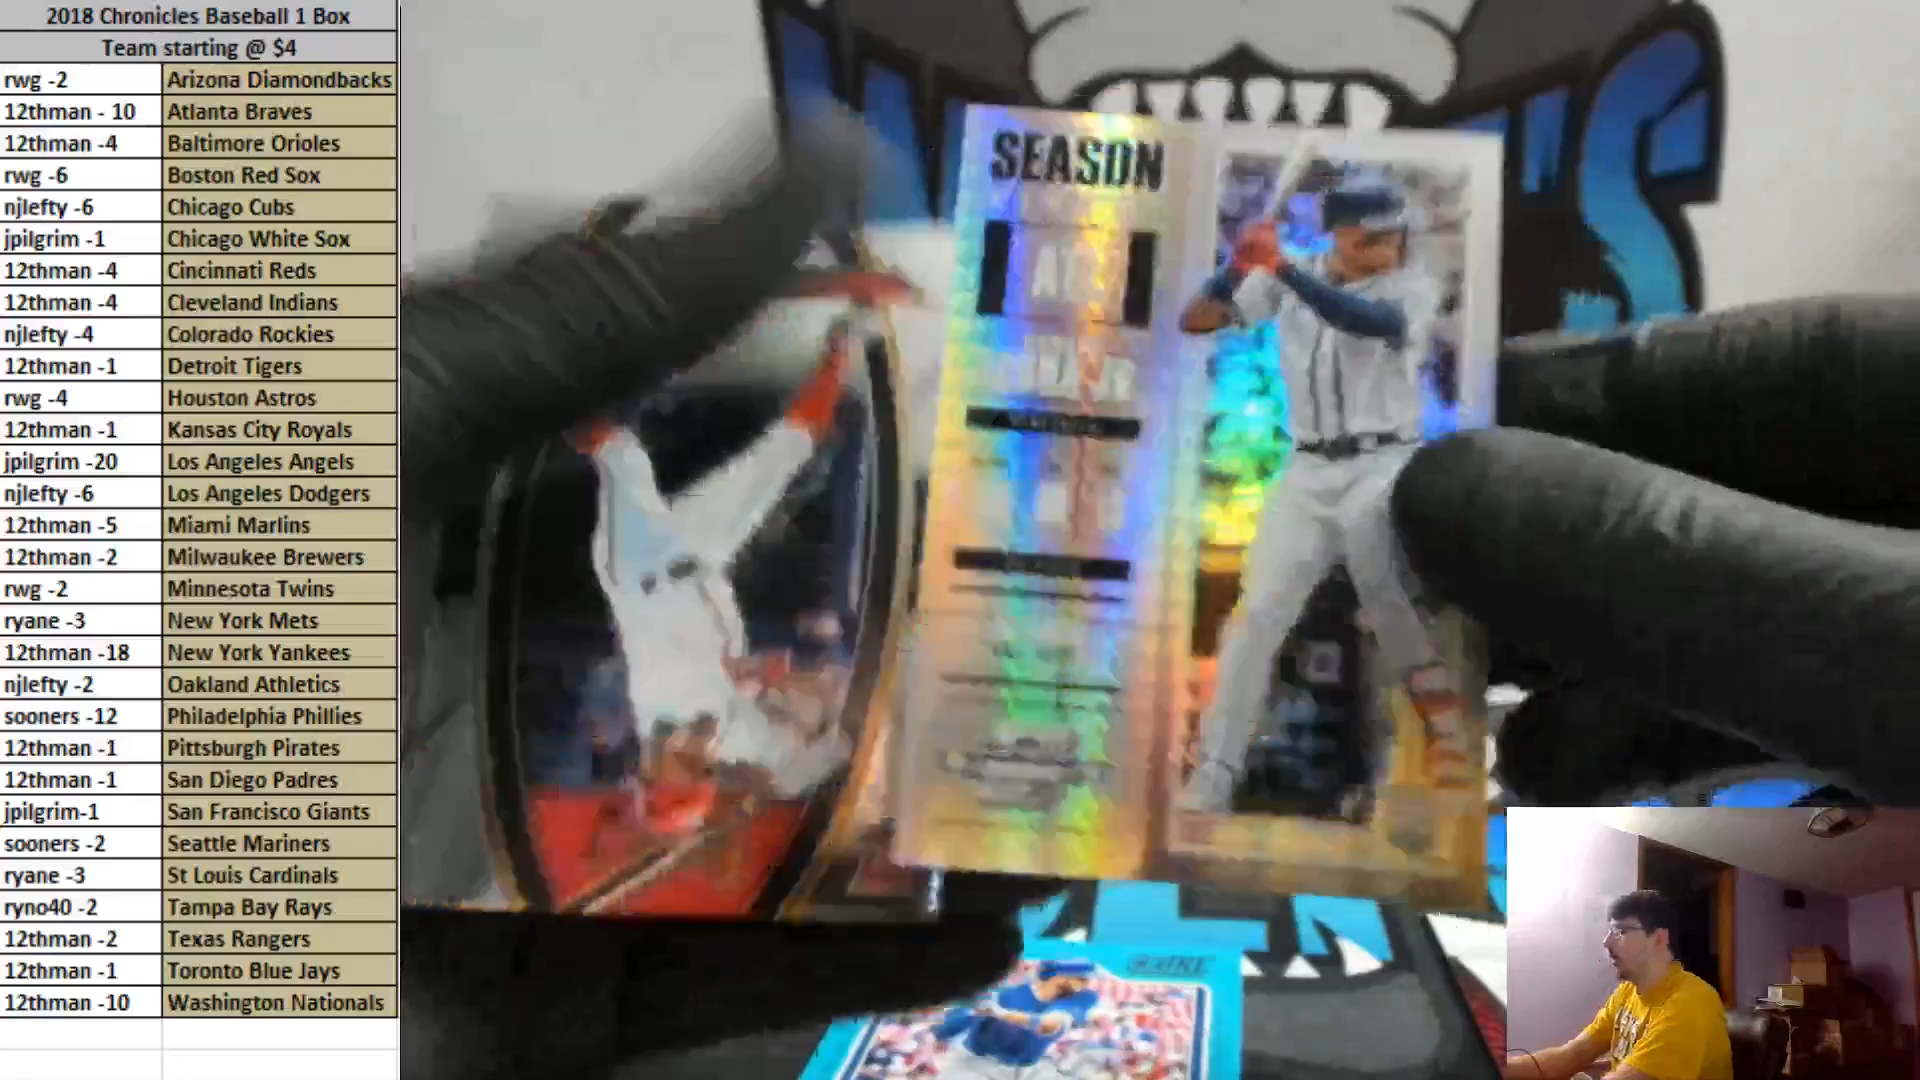 2018 Chronicles Baseball 1 Box
Team starting @ $4
rwg -2 Arizona Diamondbacks
12thman - 10 Atlanta Braves
12thman -4 Baltimore Orioles
rwg -6 Boston Red Sox
njlefty -6 Chicago Cubs
jpilgrim -1 Chicago White Sox
12thman -4 Cincinnati Reds
12thman -4 Cleveland Indians
njlefty -4 Colorado Rockies
12thman -1 Detroit Tigers
rwg -4 Houston Astros
12thman -1 Kansas City Royals
jpilgrim -20 Los Angeles Angels
njlefty -6 Los Angeles Dodgers
12thman -5 Miami Marlins
12thman -2 Milwaukee Brewers
rwg -2 Minnesota Twins
ryane -3 New York Mets
12thman -18 New York Yankees
njlefty -2 Oakland Athletics
sooners -12 Philadelphia Phillies
12thman -1 Pittsburgh Pirates
12thman -1 San Diego Padres
jpilgrim-1 San Francisco Giants
sooners -2 Seattle Mariners
ryane -3 St Louis Cardinals
ryno40 -2 Tampa Bay Rays
12thman -2 Texas Rangers
12thman -1 Toronto Blue Jays
12thman -10 Washington Nationals
SEASON